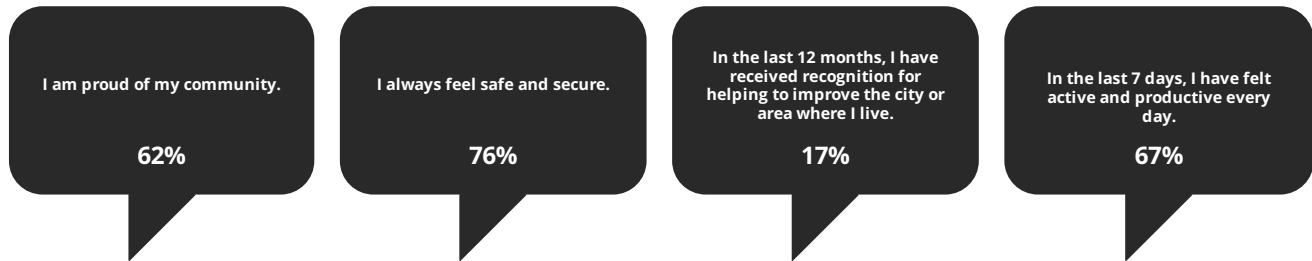 I am proud of my community.
62%
I always feel safe and secure.
76%
In the last 12 months, I have
received recognition for
helping to improve the city or
area where I live.
17%
In the last 7 days, I have felt
active and productive every
day.
67%